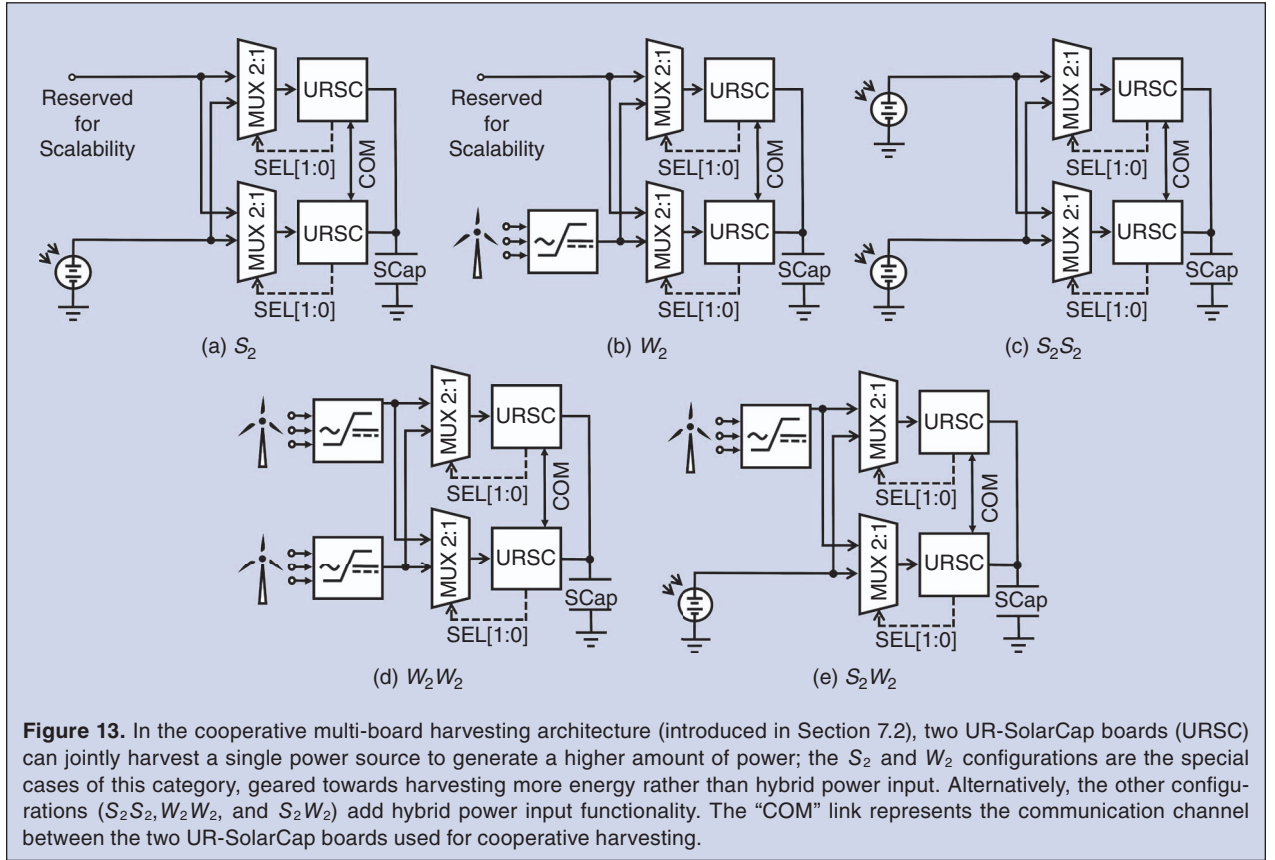 Reserved
for
Scalability
MUX 2:1
URSC
SEL[1:0]
COM
MUX 2:1
URSC
SCap
SEL[1:0]
(a) S₂
Reserved
for
Scalability
MUX 2:1
URSC
SEL[1:0]
COM
MUX 2:1
URSC
SCap
SEL[1:0]
(b) W₂
MUX 2:1
URSC
SEL[1:0]
COM
MUX 2:1
URSC
SCap
SEL[1:0]
(c) S₂S₂
MUX 2:1
URSC
SEL[1:0]
COM
MUX 2:1
URSC
SCap
SEL[1:0]
(d) W₂W₂
MUX 2:1
URSC
SEL[1:0]
COM
MUX 2:1
URSC
SCap
SEL[1:0]
(e) S₂W₂
Figure 13. In the cooperative multi-board harvesting architecture (introduced in Section 7.2), two UR-SolarCap boards (URSC)
can jointly harvest a single power source to generate a higher amount of power; the S₂ and W₂ configurations are the special
cases of this category, geared towards harvesting more energy rather than hybrid power input. Alternatively, the other configu-
rations (S₂S₂, W₂W₂, and S₂W₂) add hybrid power input functionality. The “COM” link represents the communication channel
between the two UR-SolarCap boards used for cooperative harvesting.